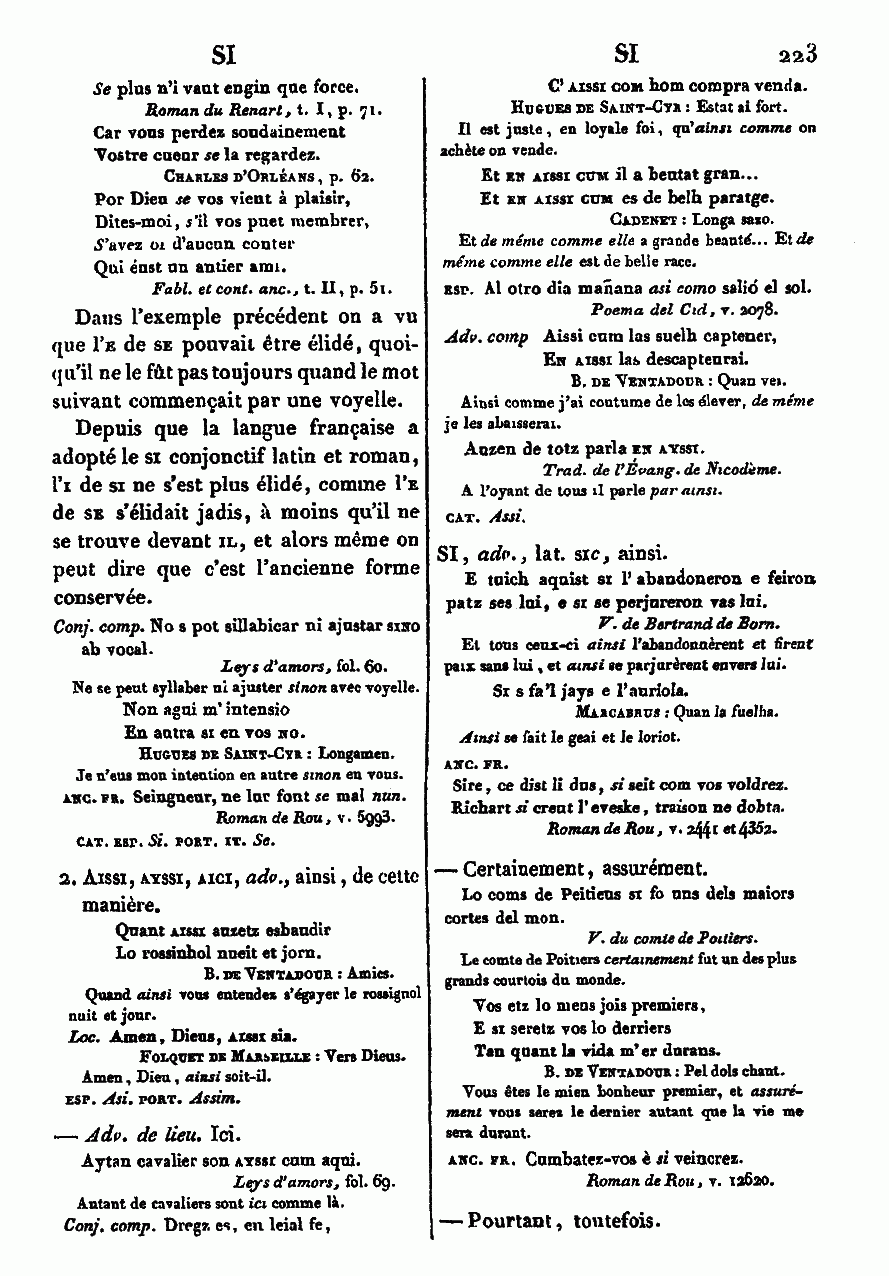 SI
SI 223
Se plus n'i vaut engin que force.
Roman du Renart, t. I, p. 71.
Car vous perdez soudainement
Vostre cueur se la regardez.
CHARLES D'ORLÉANS, p. 62.
Por Dieu se vos vient à plaisir,
Dites-moi, s'il vos puet membrer,
S'avez oi d'aucun conter
Qui éust un antier ami.
Fabl. et cont. anc., t. II, p. 51.
Dans l'exemple précédent on a vu
que l'E de SE pouvait être élidé, quoi-
qu'il ne le fût pas toujours quand le mot
suivant commençait par une voyelle.
Depuis que la langue française a
adopté le SI conjonctif latin et roman,
l'I de SI ne s'est plus élidé, comme l'E
de SE s'élidait jadis, à moins qu'il ne
se trouve devant IL, et alors même on
peut dire que c'est l'ancienne forme
conservée.
Conj. comp. No s pot sillabicar ni ajustar SINO
ab vocal.
Leys d'amors, fol. 60.
Ne se peut syllaber ni ajuster sinon avec voyelle.
Non agui m'intensio
En autra SI en vos NO.
HUGUES DE SAINT-CYR : Longamen.
Je n'eus mon intention en autre sinon en vous.
ANC. FR. Seingneur, ne lur font se mal nun.
Roman de Rou, v. 5993.
CAT. ESP. Si. PORT. IT. Se.
2. AISSI, AYSSI, AICI, adv., ainsi, de cette
manière.
Quant AISSI auzetz esbaudir
Lo rossinhol nueit et jorn.
B. DE VENTADOUR : Amies.
Quand ainsi vous entendez s'égayer le rossignol
nuit et jour.
Loc. Amen, Dieus, AISSI sia.
FOLQUET DE MARSEILLE : Vers Dieus.
Amen, Dieu, ainsi soit-il.
ESP. Asi. PORT. Assim.
— Adv. de lieu. Ici.
Aytan cavalier son AYSSI cum aqui.
Leys d'amors, fol. 69.
Autant de cavaliers sont ici comme là.
Conj. comp. Dregz es, en leial fe,
C' AISSI COM hom compra venda.
HUGUES DE SAINT-CYR : Estat ai fort.
Il est juste, en loyale foi, qu'ainsi comme on
achète on vende.
Et EN AISSI CUM il a beutat gran...
Et EN AISSI CUM es de belh paratge.
CADENET : Longa sazo.
Et de même comme elle a grande beauté... Et de
même comme elle est de belle race.
ESP. Al otro dia mañana asi como salió el sol.
Poema del Cid, v. 2078.
Adv. comp Aissi cum las suelh captener,
EN AISSI las descaptenrai.
B. DE VENTADOUR : Quan vei.
Ainsi comme j'ai coutume de les élever, de même
je les abaisserai.
Auzen de totz parla EN AYSSI.
Trad. de l'Évang. de Nicodème.
A l'oyant de tous il parle par ainsi.
CAT. Assi.
SI, adv., lat. SIC, ainsi.
E tuich aquist SI l'abandoneron e feiron
patz ses lui, e SI se perjureron vas lui.
V. de Bertrand de Born.
Et tous ceux-ci ainsi l'abandonnèrent et firent
paix sans lui, et ainsi se parjurèrent envers lui.
SI s fa'l jays e l'auriola.
MARCABRUS : Quan la fuelha.
Ainsi se fait le geai et le loriot.
ANC. FR.
Sire, ce dist li dus, si seit com vos voldrez.
Richart si creut l'eveske, traïson ne dobta.
Roman de Rou, v. 2441 et 4352.
— Certainement, assurément.
Lo coms de Peitieus SI fo uns dels maiors
cortes del mon.
V. du comte de Poitiers.
Le comte de Poitiers certainement fut un des plus
grands courtois du monde.
Vos etz lo mens jois premiers,
E SI seretz vos lo derriers
Tan quant la vida m'er durans.
B. DE VENTADOUR : Pel dols chant.
Vous êtes le mien bonheur premier, et assuré-
ment vous serez le dernier autant que la vie me
sera durant.
ANC. FR. Cumbatez-vos è si veincrez.
Roman de Rou, v. 12620.
— Pourtant, toutefois.